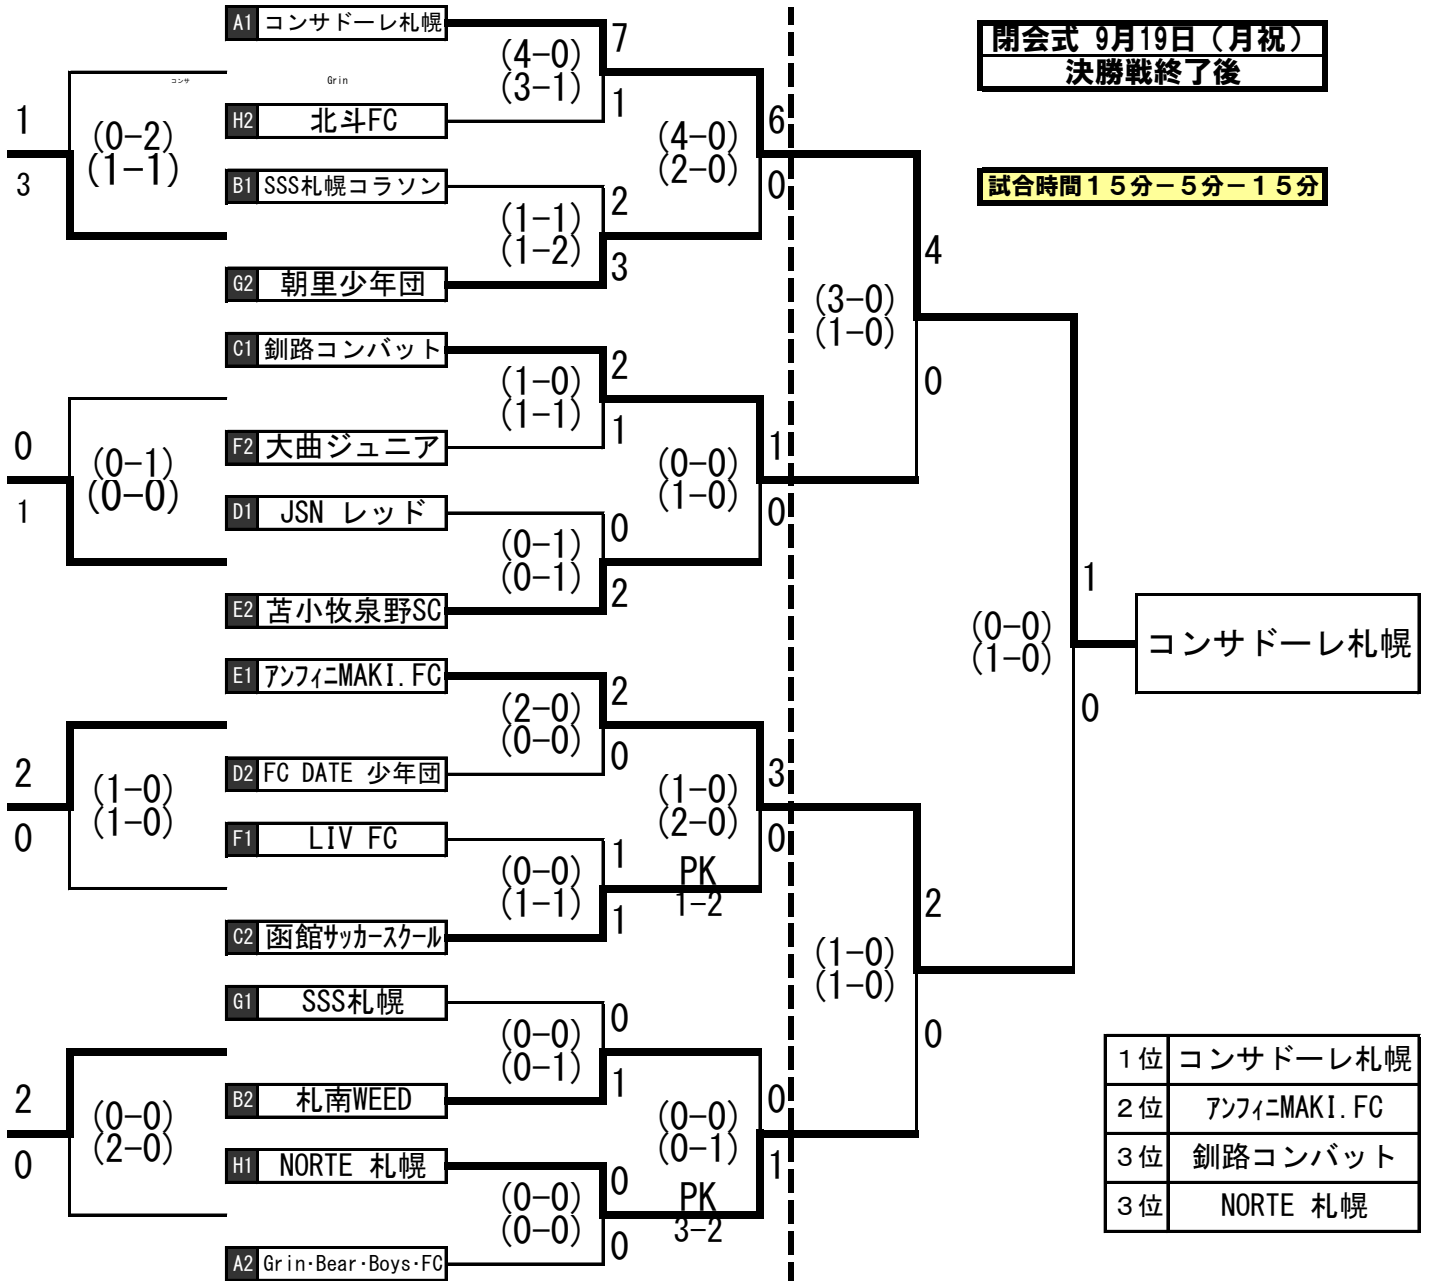 閉会式 9月19日（月祝）
決勝戦終了後
試合時間１５分－５分－１５分
A1 コンサドーレ札幌
7
(4-0)
(3-1)
1
コンサ
Grin
H2 北斗FC
1
(0-2)
(1-1)
3
6
(4-0)
(2-0)
0
B1 SSS札幌コラソン
2
(1-1)
(1-2)
3
G2 朝里少年団
4
(3-0)
(1-0)
0
C1 釧路コンバット
2
(1-0)
(1-1)
1
F2 大曲ジュニア
0
(0-1)
(0-0)
1
1
(0-0)
(1-0)
0
D1 JSN レッド
0
(0-1)
(0-1)
2
E2 苫小牧泉野SC
1
(0-0)
(1-0)
0
コンサドーレ札幌
E1 ｱﾝﾌｨﾆMAKI.FC
2
(2-0)
(0-0)
0
D2 FC DATE 少年団
2
(1-0)
(1-0)
0
3
(1-0)
(2-0)
0
F1 LIV FC
1
(0-0)
(1-1)
1
PK
1-2
C2 函館ｻｯｶｰｽｸｰﾙ
2
(1-0)
(1-0)
0
G1 SSS札幌
0
(0-0)
(0-1)
1
B2 札南WEED
2
(0-0)
(2-0)
0
0
(0-0)
(0-1)
1
H1 NORTE 札幌
0
(0-0)
(0-0)
0
PK
3-2
A2 Grin･Bear･Boys･FC
１位 コンサドーレ札幌
２位 ｱﾝﾌｨﾆMAKI.FC
３位 釧路コンバット
３位 NORTE 札幌